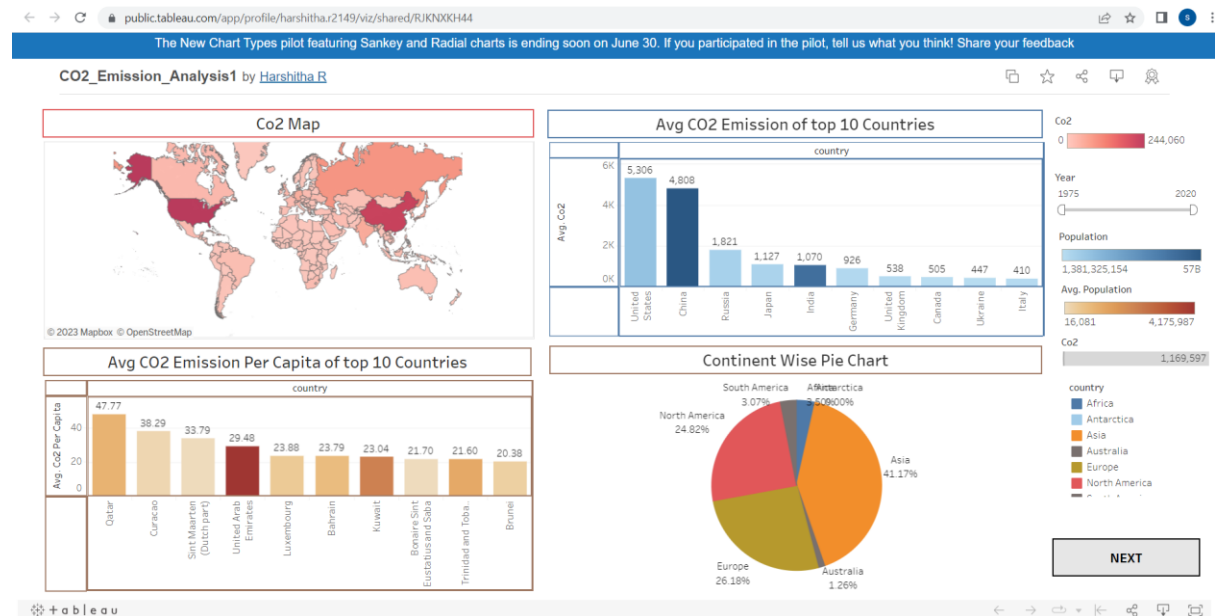 public.tableau.com/app/profile/harshitha.r2149/viz/shared/RJKNXKH44
S
The New Chart Types pilot featuring Sankey and Radial charts is ending soon on June 30. If you participated in the pilot, tell us what you think! Share your feedback
CO2_Emission_Analysis1 by Harshitha R
Co2 Map
© 2023 Mapbox © OpenStreetMap
Avg CO2 Emission of top 10 Countries
country
Avg. Co2
6K
4K
2K
0K
5,306
4,808
1,821
1,127
1,070
926
538
505
447
410
United
States
China
Russia
Japan
India
Germany
United
Kingdom
Canada
Ukraine
Italy
Co2
0
244,060
Year
1975
2020
Population
1,381,325,154
57B
Avg. Population
16,081
4,175,987
Co2
1,169,597
country
Africa
Antarctica
Asia
Australia
Europe
North America
Avg CO2 Emission Per Capita of top 10 Countries
country
Avg. Co2 Per Capita
40
20
0
47.77
38.29
33.79
29.48
23.88
23.79
23.04
21.70
21.60
20.38
Qatar
Curacao
Sint Maarten
(Dutch part)
United Arab
Emirates
Luxembourg
Bahrain
Kuwait
Bonaire Sint
Eustatius and Saba
Trinidad and Toba..
Brunei
Continent Wise Pie Chart
South America
3.07%
North America
24.82%
Asia
41.17%
Europe
26.18%
Australia
1.26%
NEXT
+ a b l e a u